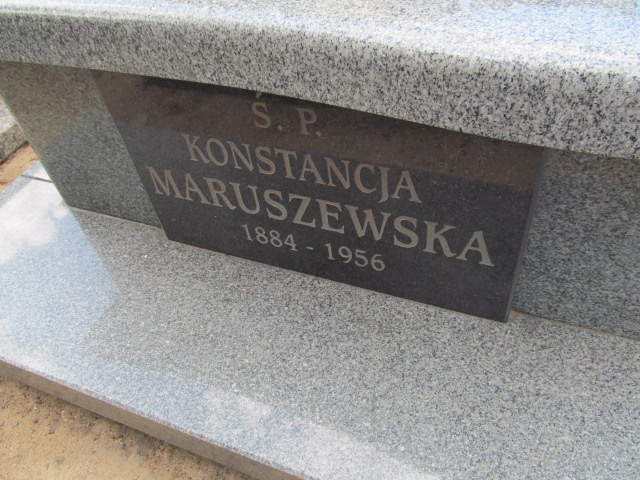 Ś. P.
KONSTANCJA
MARUSZEWSKA
1884 - 1956